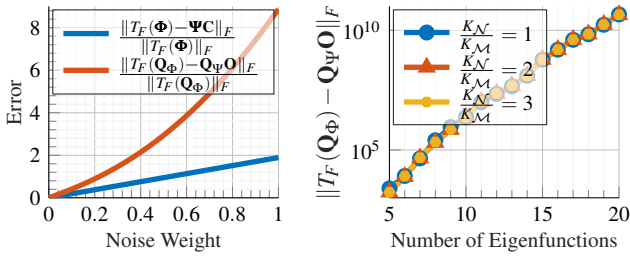 Error
8
6
4
2
0
0
0.2
0.4
0.6
0.8
1
Noise Weight
||T_F(Φ)−ΨC||_F / ||T_F(Φ)||_F
||T_F(Q_Φ)−Q_ΨO||_F / ||T_F(Q_Φ)||_F
||T_F(Q_Φ) − Q_ΨO||_F
10^10
10^5
5
10
15
20
Number of Eigenfunctions
K_𝒩/K_ℳ = 1
K_𝒩/K_ℳ = 2
K_𝒩/K_ℳ = 3